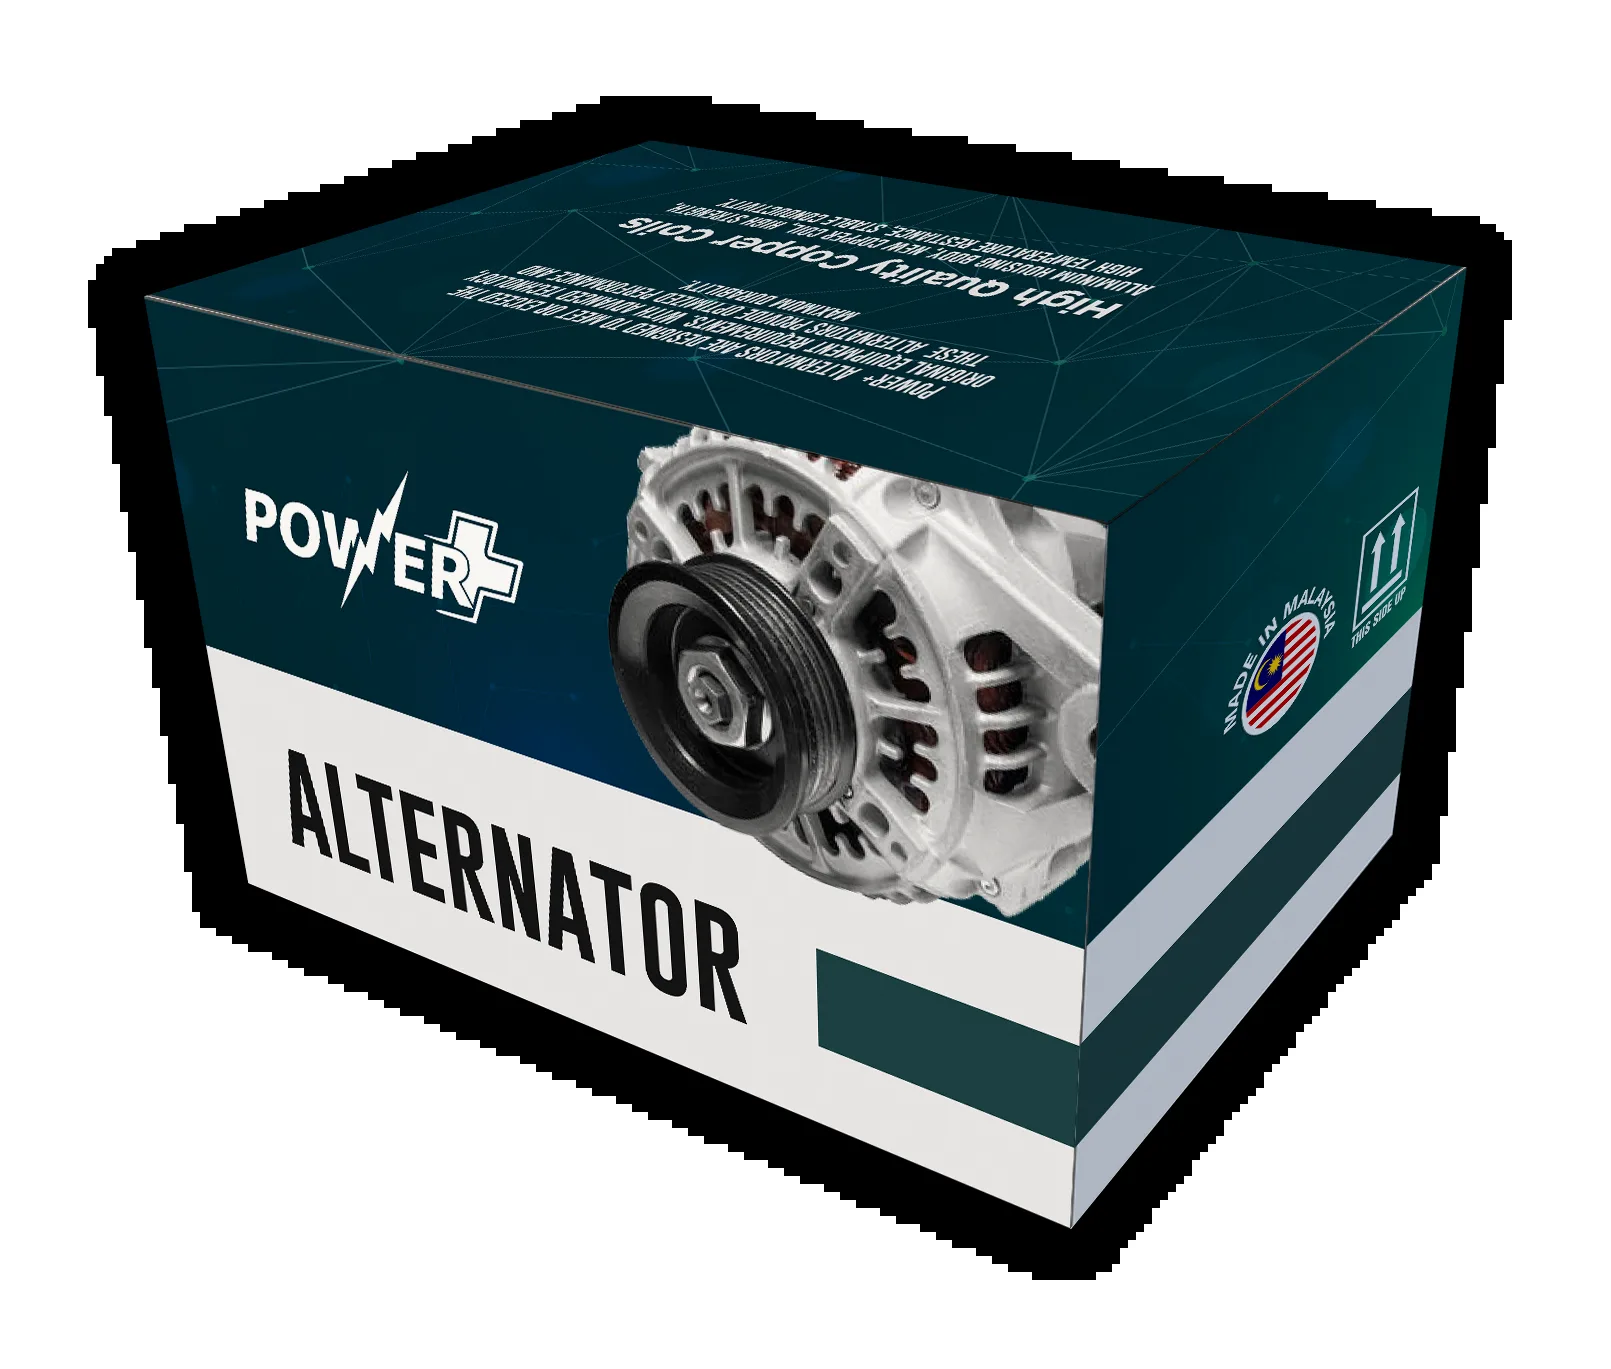 High Quality Copper Coils
ALUMINIUM HOUSING BODY, NEW COPPER COIL, HIGH STRENGTH,
HIGH TEMPERATURE RESTIANCE, STABLE CONDUCTIVITY.
POWER+ ALTERNATORS ARE DESIGNED TO MEET OR EXCEED THE
ORIGINAL EQUIPMENT REQUIREMENTS. WITH ADVANCED TECHNOLOGY,
THESE ALTERNATORS PROVIDE OPTIMIZED PERFORMANCE AND
MAXIMUM DURABILITY.
POWER+
ALTERNATOR
MADE IN MALAYSIA
THIS SIDE UP